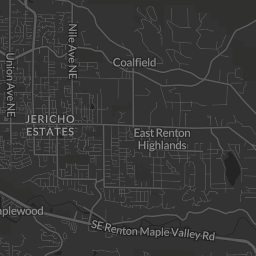 Nile Ave NE
Union Ave NE
Coalfield
JERICHO
ESTATES
East Renton
Highlands
aplewood
SE Renton Maple Valley Rd